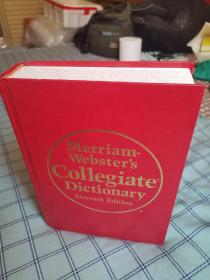 Merriam-
Webster's
Collegiate®
Dictionary
Eleventh Edition